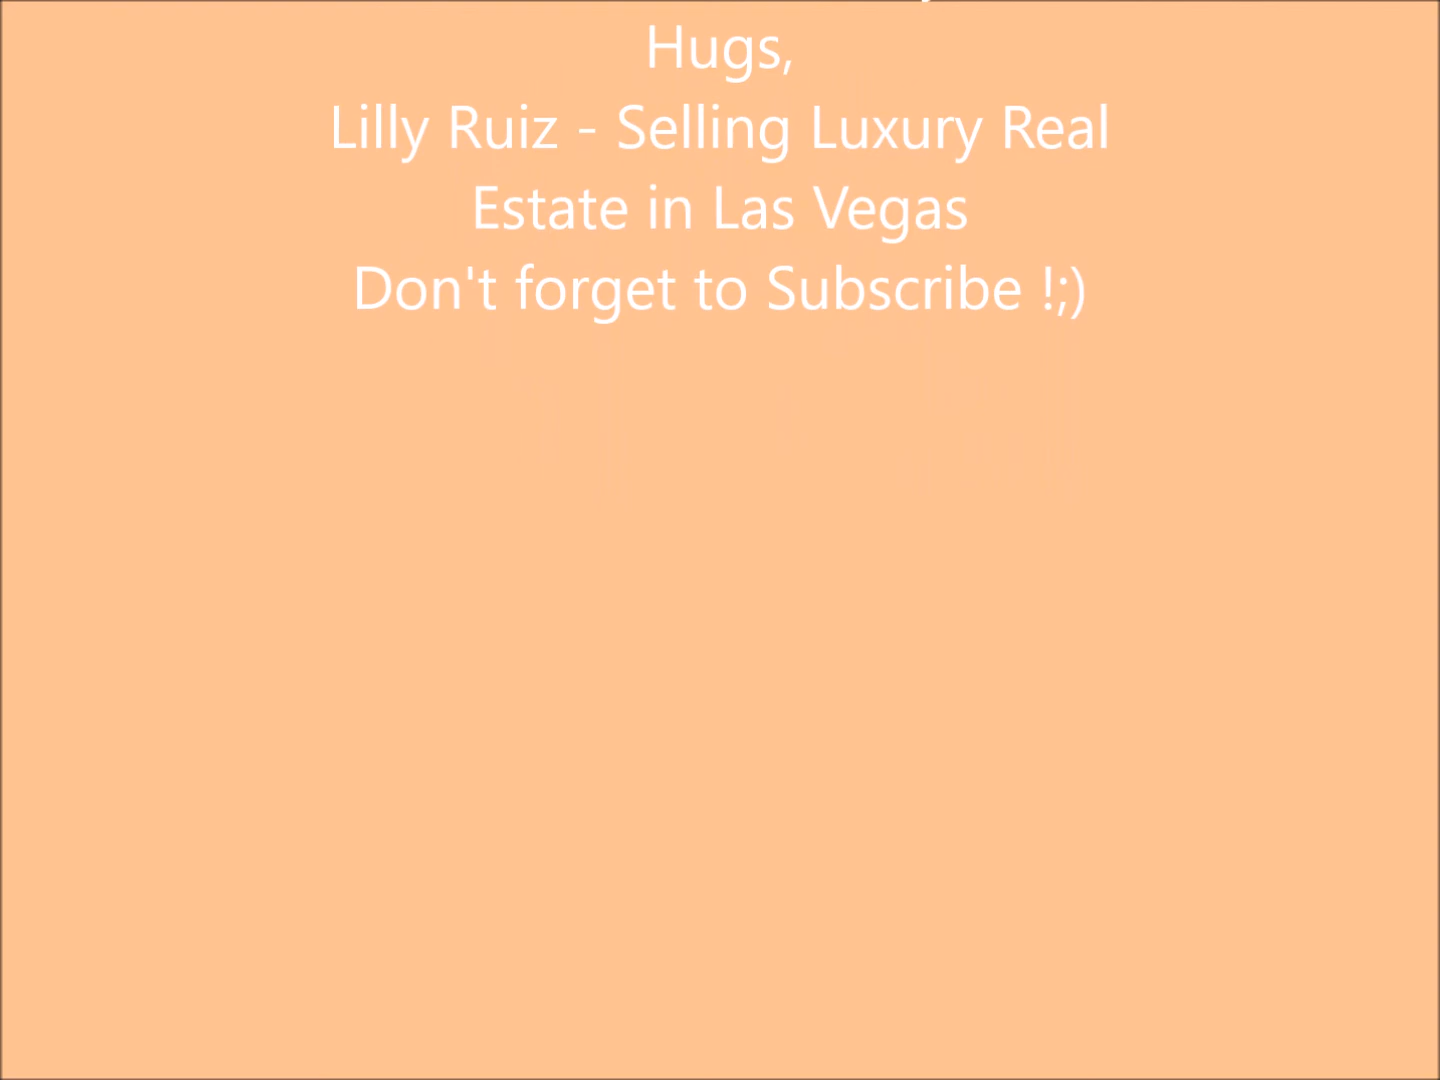 Hugs,
Lilly Ruiz - Selling Luxury Real
Estate in Las Vegas
Don't forget to Subscribe !;)